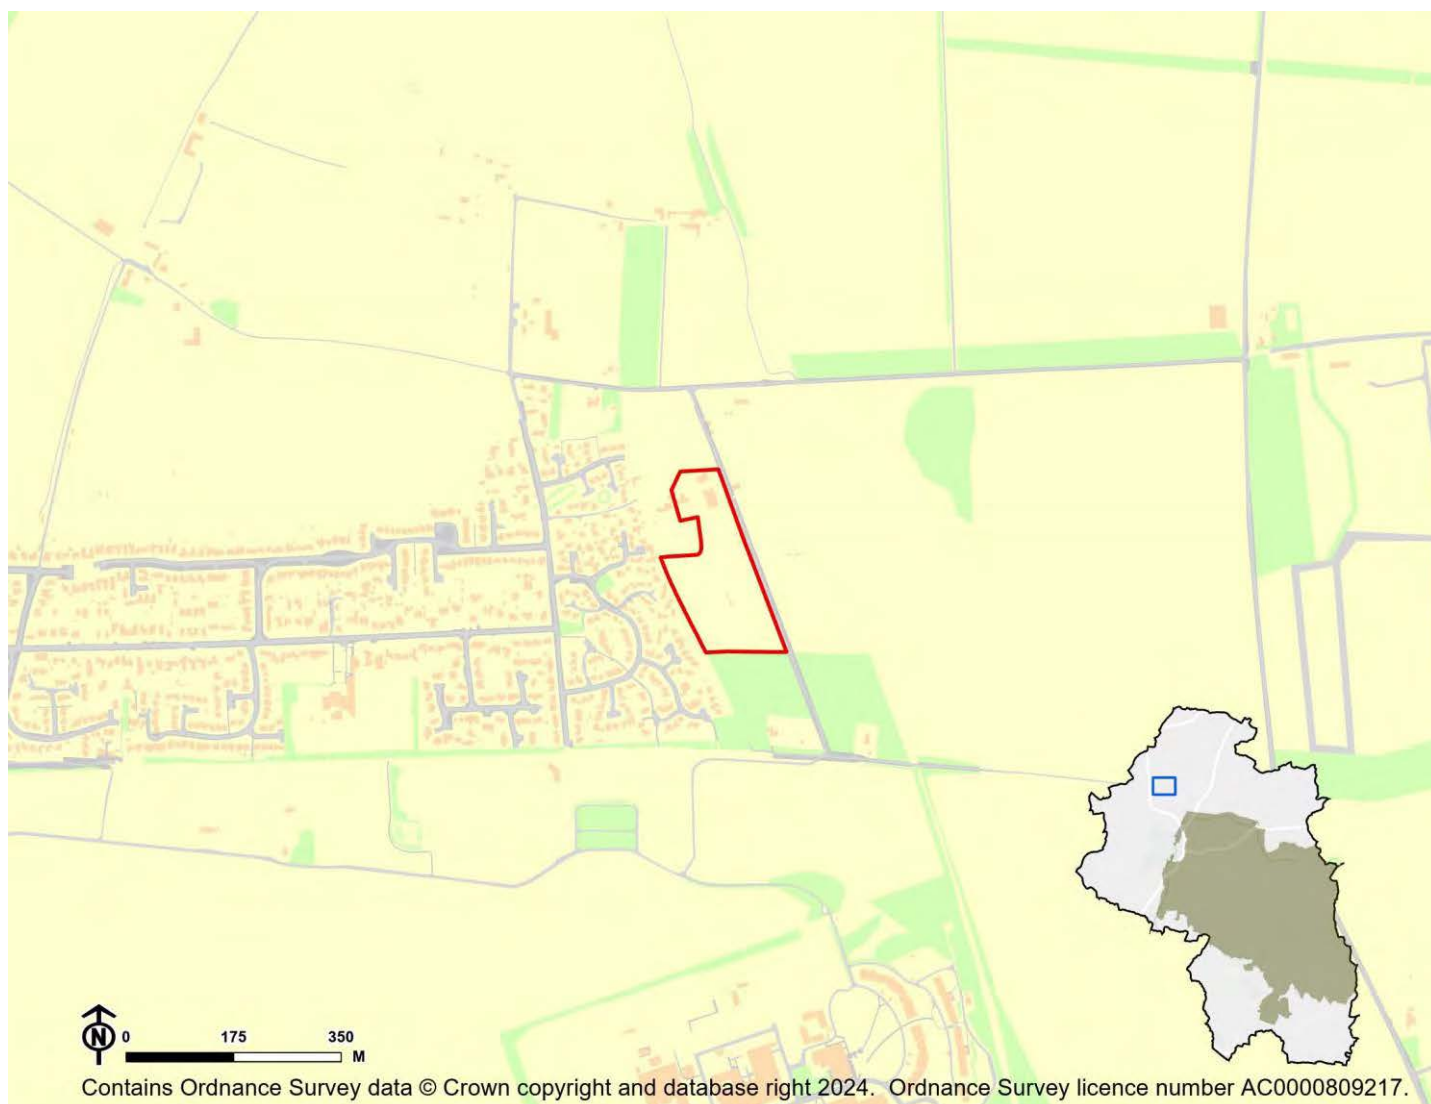 N
0 175 350
M
Contains Ordnance Survey data © Crown copyright and database right 2024. Ordnance Survey licence number AC0000809217.